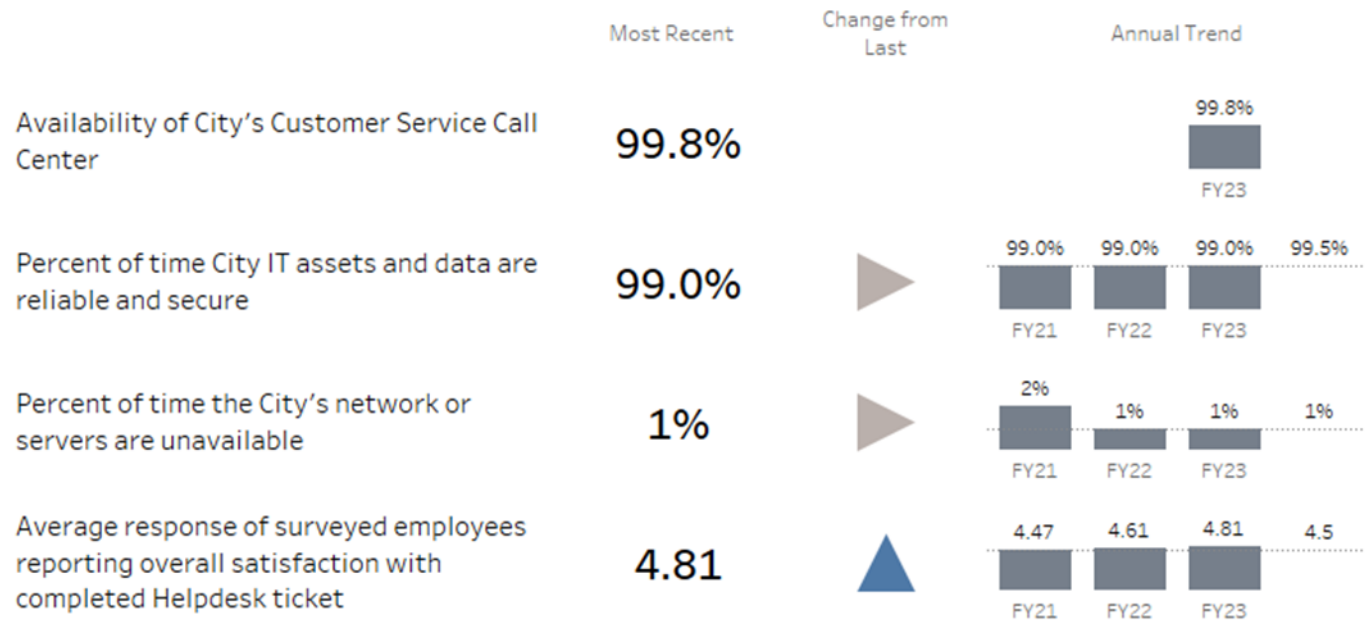 Most Recent
Change from
Last
Annual Trend
Availability of City's Customer Service Call
Center
99.8%
99.8%
FY23
Percent of time City IT assets and data are
reliable and secure
99.0%
99.0% 99.0% 99.0% 99.5%
FY21 FY22 FY23
Percent of time the City's network or
servers are unavailable
1%
2% 1% 1% 1%
FY21 FY22 FY23
Average response of surveyed employees
reporting overall satisfaction with
completed Helpdesk ticket
4.81
4.47 4.61 4.81 4.5
FY21 FY22 FY23